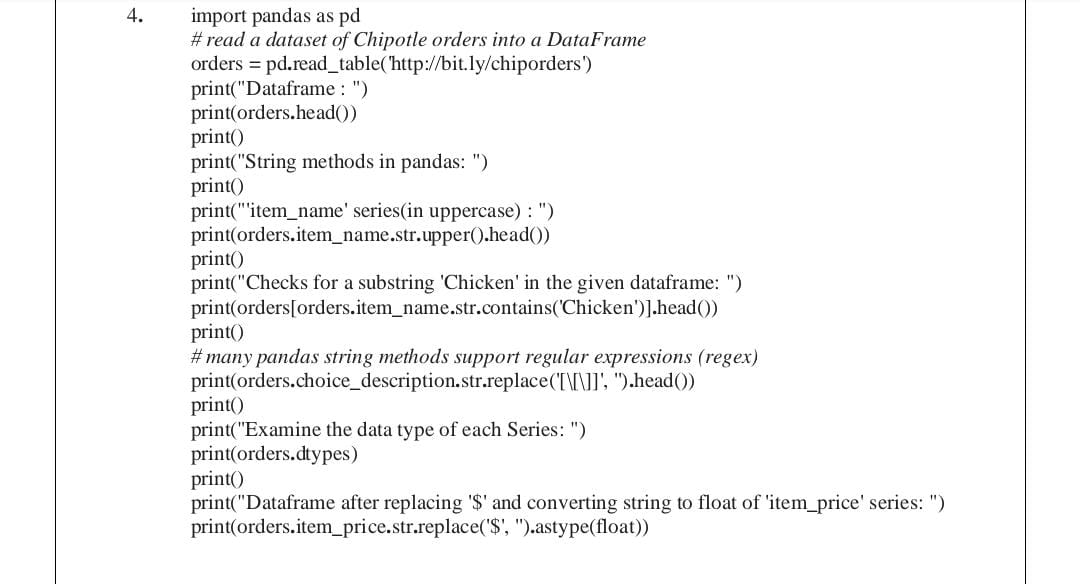 4. import pandas as pd
# read a dataset of Chipotle orders into a DataFrame
orders = pd.read_table('http://bit.ly/chiporders')
print("Dataframe : ")
print(orders.head())
print()
print("String methods in pandas: ")
print()
print("'item_name' series(in uppercase) : ")
print(orders.item_name.str.upper().head())
print()
print("Checks for a substring 'Chicken' in the given dataframe: ")
print(orders[orders.item_name.str.contains('Chicken')].head())
print()
# many pandas string methods support regular expressions (regex)
print(orders.choice_description.str.replace('[\[\]]', '').head())
print()
print("Examine the data type of each Series: ")
print(orders.dtypes)
print()
print("Dataframe after replacing '$' and converting string to float of 'item_price' series: ")
print(orders.item_price.str.replace('$', '').astype(float))